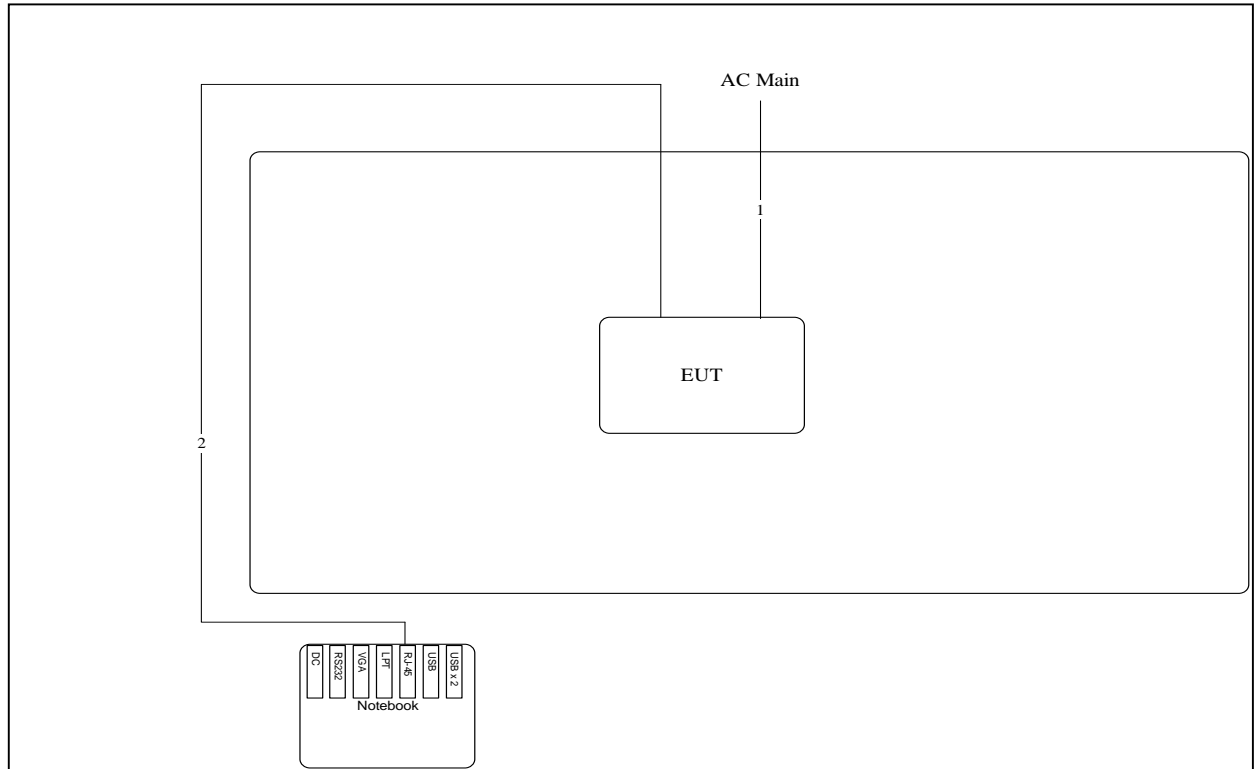 AC Main
1
EUT
2
DC
RS232
VGA
LPT
RJ-45
USB
USB x 2
Notebook